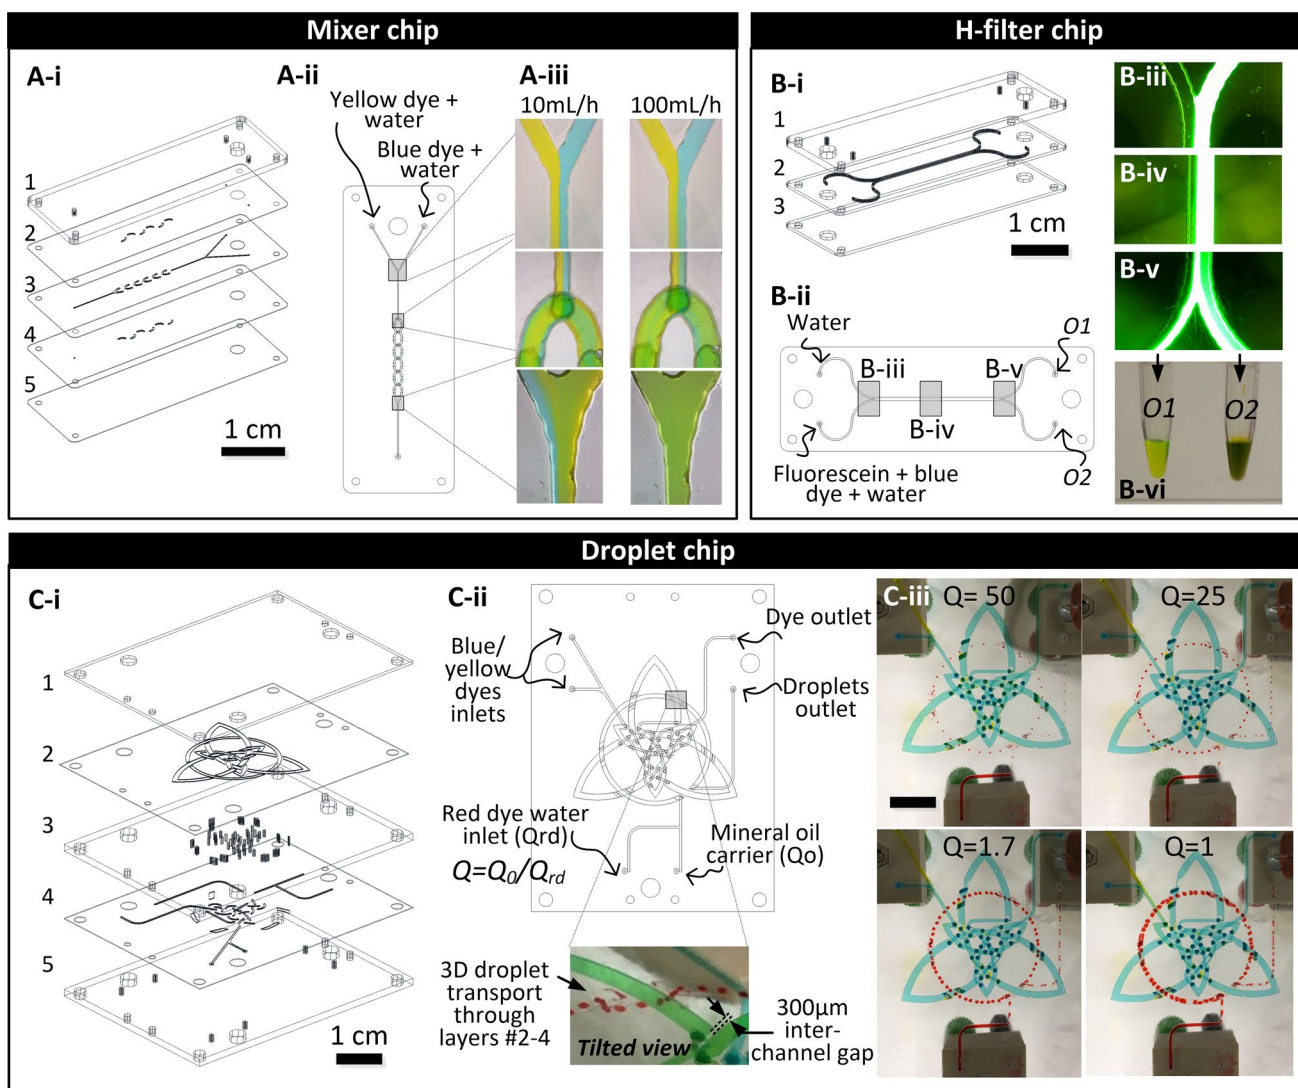 Mixer chip
A-i
1
2
3
4
5
1 cm
A-ii
Yellow dye +
water
Blue dye +
water
A-iii
10mL/h
100mL/h
H-filter chip
B-i
1
2
3
1 cm
B-ii
Water
B-iii
B-iv
B-v
O1
O2
Fluorescein + blue
dye + water
B-iii
B-iv
B-v
O1
O2
B-vi
Droplet chip
C-i
1
2
3
4
5
1 cm
C-ii
Blue/
yellow
dyes
inlets
Dye outlet
Droplets
outlet
Red dye water
inlet (Qrd)
Q=Q0/Qrd
Mineral oil
carrier (Qo)
3D droplet
transport
through
layers #2-4
Tilted view
300µm
inter-
channel gap
C-iii
Q= 50
Q=25
Q=1.7
Q=1